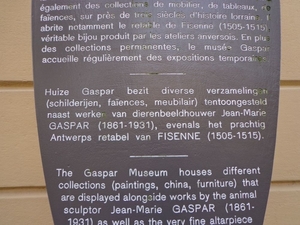 également des collections de mobilier, de tableaux,
faïences, sur près de trois siècles d'histoire
abrite notamment le retable de Fisenne (1505-1515),
véritable bijou produit par les ateliers anversois. En
des collections permanentes, le musée Gaspar
accueille régulièrement des expositions
Huize Gaspar bezit diverse verzamelingen
(schilderijen, faïences, meubilair) tentoongesteld
naast werken van dierenbeeldhouwer Jean-Marie
GASPAR (1861-1931), evenals het prachtig
Antwerps retabel van FISENNE (1505-1515).
The Gaspar Museum houses different
collections (paintings, china, furniture) that
are displayed alongside works by the animal
sculptor Jean-Marie GASPAR (1861-
1931) as well as the very fine altarpiece